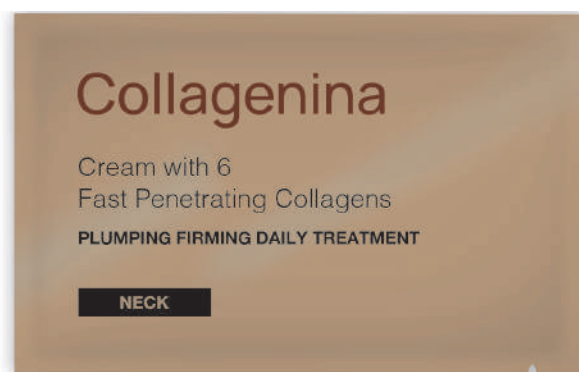 Collagenina
Cream with 6
Fast Penetrating Collagens
PLUMPING FIRMING DAILY TREATMENT
NECK